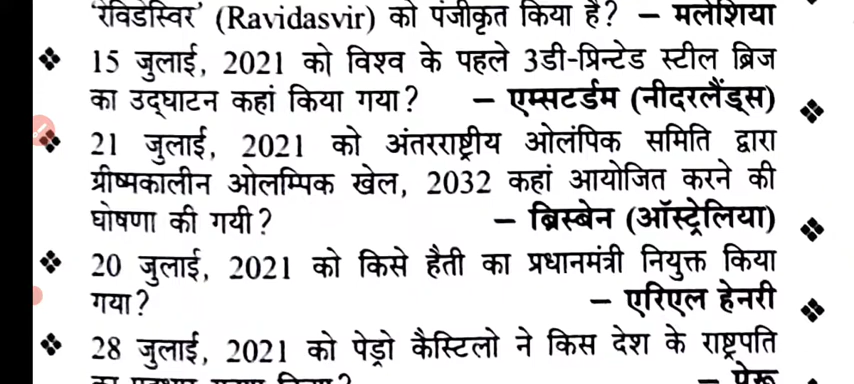 'रेविडेस्विर' (Ravidasvir) को पंजीकृत किया है? – मलेशिया
❖ 15 जुलाई, 2021 को विश्व के पहले 3डी-प्रिन्टेड स्टील ब्रिज
का उद्घाटन कहां किया गया? – एम्सटर्डम (नीदरलैंड्स)
❖ 21 जुलाई, 2021 को अंतरराष्ट्रीय ओलंपिक समिति द्वारा
ग्रीष्मकालीन ओलम्पिक खेल, 2032 कहां आयोजित करने की
घोषणा की गयी? – ब्रिस्बेन (ऑस्ट्रेलिया)
❖ 20 जुलाई, 2021 को किसे हैती का प्रधानमंत्री नियुक्त किया
गया? – एरिएल हेनरी
❖ 28 जुलाई, 2021 को पेड्रो कैस्टिलो ने किस देश के राष्ट्रपति
– पेरू